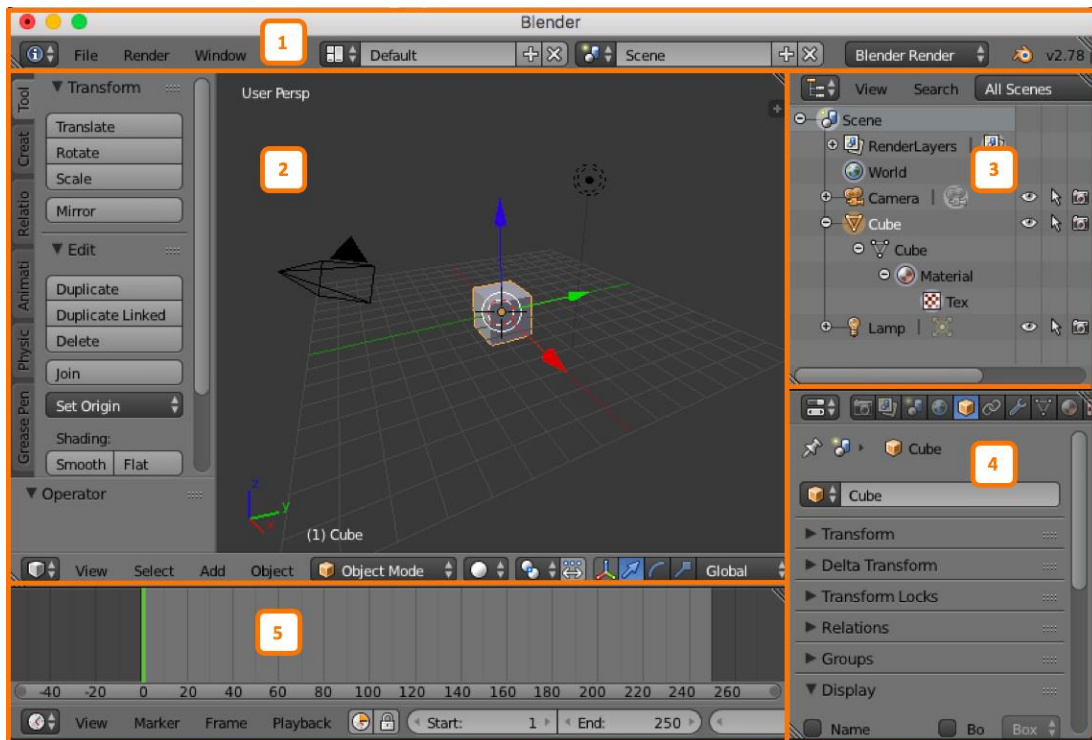 Blender
1
File Render Window Default Scene Blender Render v2.78
Tool
Creat
Relatio
Animati
Physic
Grease Pen
Transform
Translate
Rotate
Scale
Mirror
Edit
Duplicate
Duplicate Linked
Delete
Join
Set Origin
Shading:
Smooth Flat
Operator
User Persp
2
z
y
x
(1) Cube
View Select Add Object Object Mode Global
View Search All Scenes
Scene
RenderLayers |
3
World
Camera |
Cube
Cube
Material
Tex
Lamp |
Cube
4
Cube
Transform
Delta Transform
Transform Locks
Relations
Groups
Display
Name Bo Box
5
-40 -20 0 20 40 60 80 100 120 140 160 180 200 220 240 260
View Marker Frame Playback Start: 1 End: 250